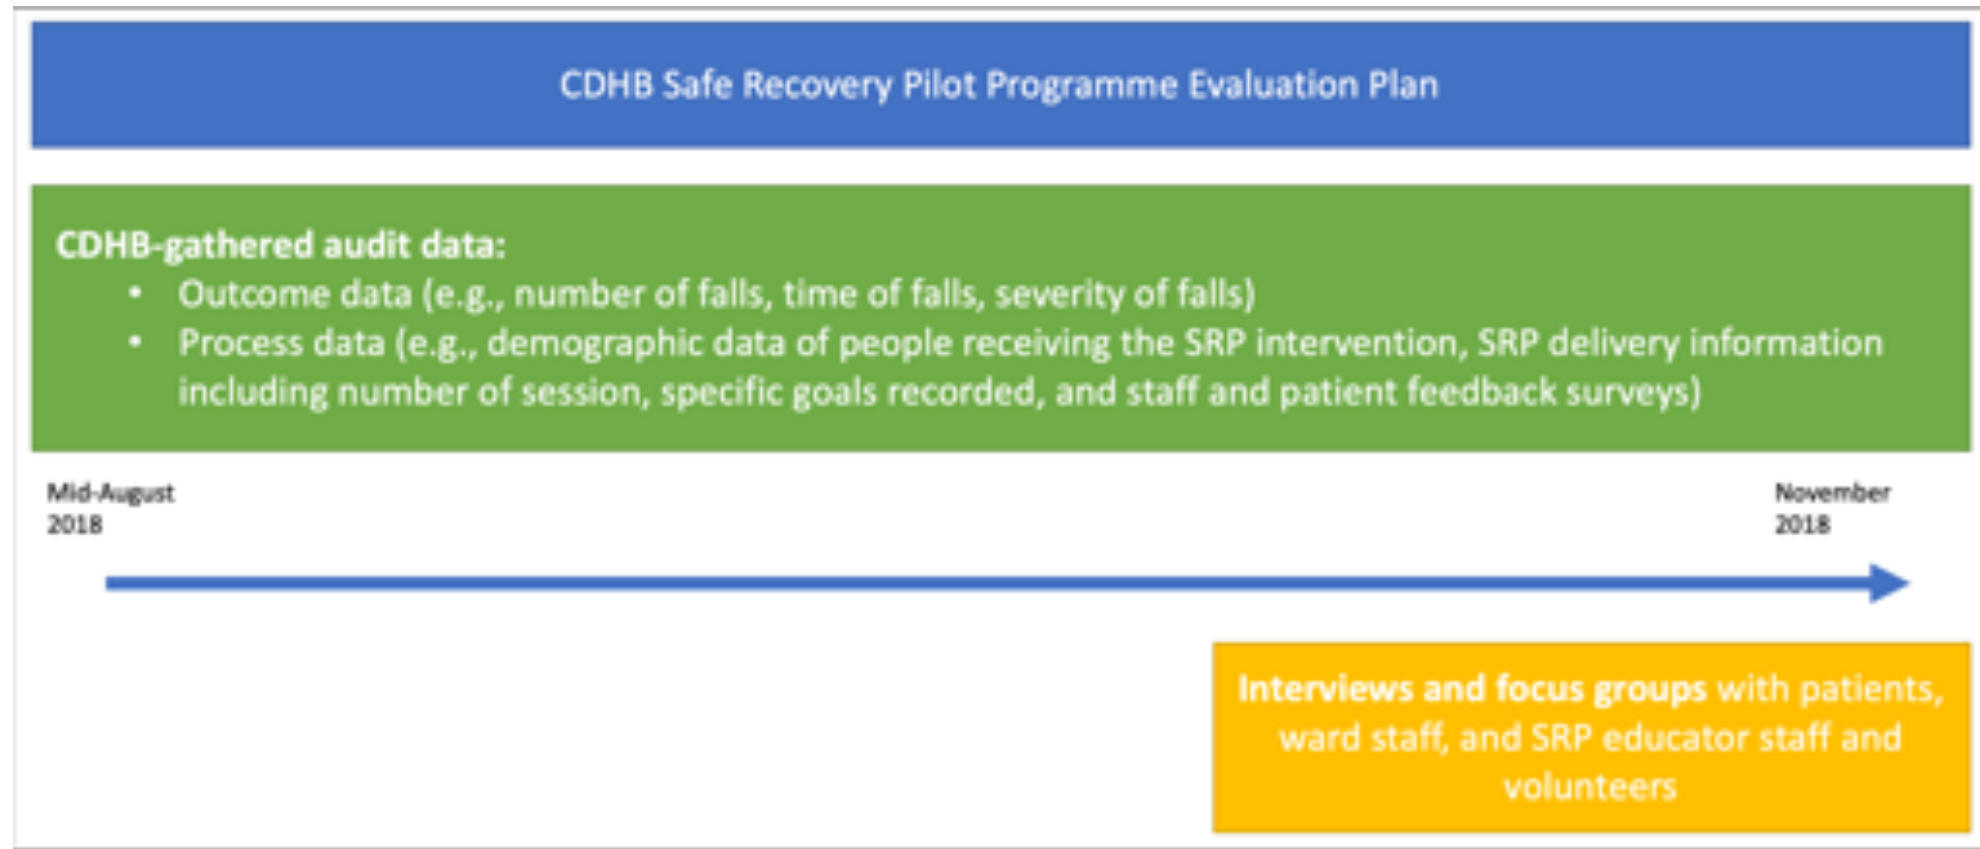 CDHB Safe Recovery Pilot Programme Evaluation Plan
CDHB-gathered audit data:
• Outcome data (e.g., number of falls, time of falls, severity of falls)
• Process data (e.g., demographic data of people receiving the SRP intervention, SRP delivery information
including number of session, specific goals recorded, and staff and patient feedback surveys)
Mid-August
2018
November
2018
Interviews and focus groups with patients,
ward staff, and SRP educator staff and
volunteers